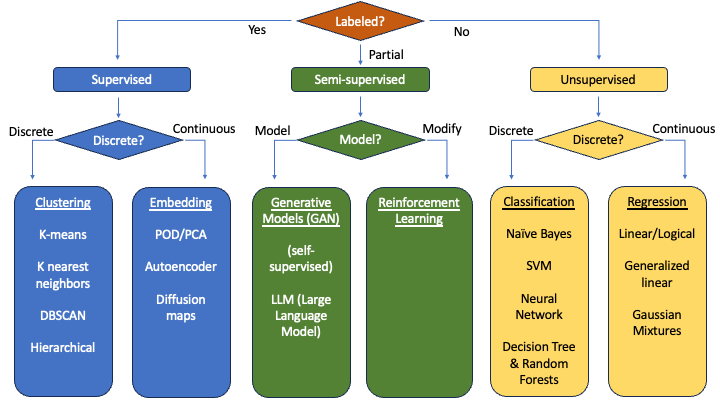 Labeled?
Yes
No
Partial
Supervised
Semi-supervised
Unsupervised
Discrete
Discrete?
Continuous
Model
Model?
Modify
Discrete
Discrete?
Continuous
Clustering
K-means
K nearest
neighbors
DBSCAN
Hierarchical
Embedding
POD/PCA
Autoencoder
Diffusion
maps
Generative
Models (GAN)
(self-
supervised)
LLM (Large
Language
Model)
Reinforcement
Learning
Classification
Naïve Bayes
SVM
Neural
Network
Decision Tree
& Random
Forests
Regression
Linear/Logical
Generalized
linear
Gaussian
Mixtures